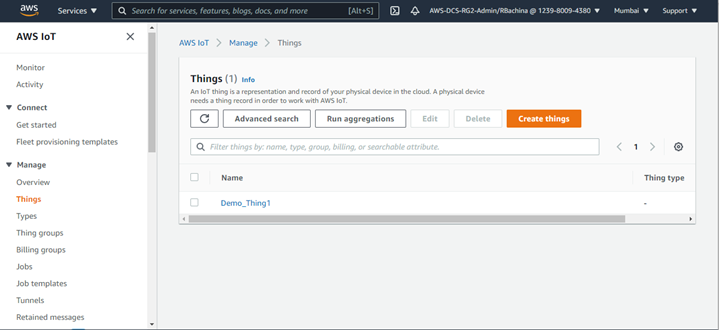 aws
Services
Search for services, features, blogs, docs, and more
[Alt+S]
AWS-DCS-RG2-Admin/RBachina @ 1239-8009-4380
Mumbai
Support
AWS IoT
Monitor
Activity
Connect
Get started
Fleet provisioning templates
Manage
Overview
Things
Types
Thing groups
Billing groups
Jobs
Job templates
Tunnels
Retained messages
AWS IoT > Manage > Things
Things (1) Info
An IoT thing is a representation and record of your physical device in the cloud. A physical device
needs a thing record in order to work with AWS IoT.
Advanced search
Run aggregations
Edit
Delete
Create things
Filter things by: name, type, group, billing, or searchable attribute.
1
Name
Thing type
Demo_Thing1
-